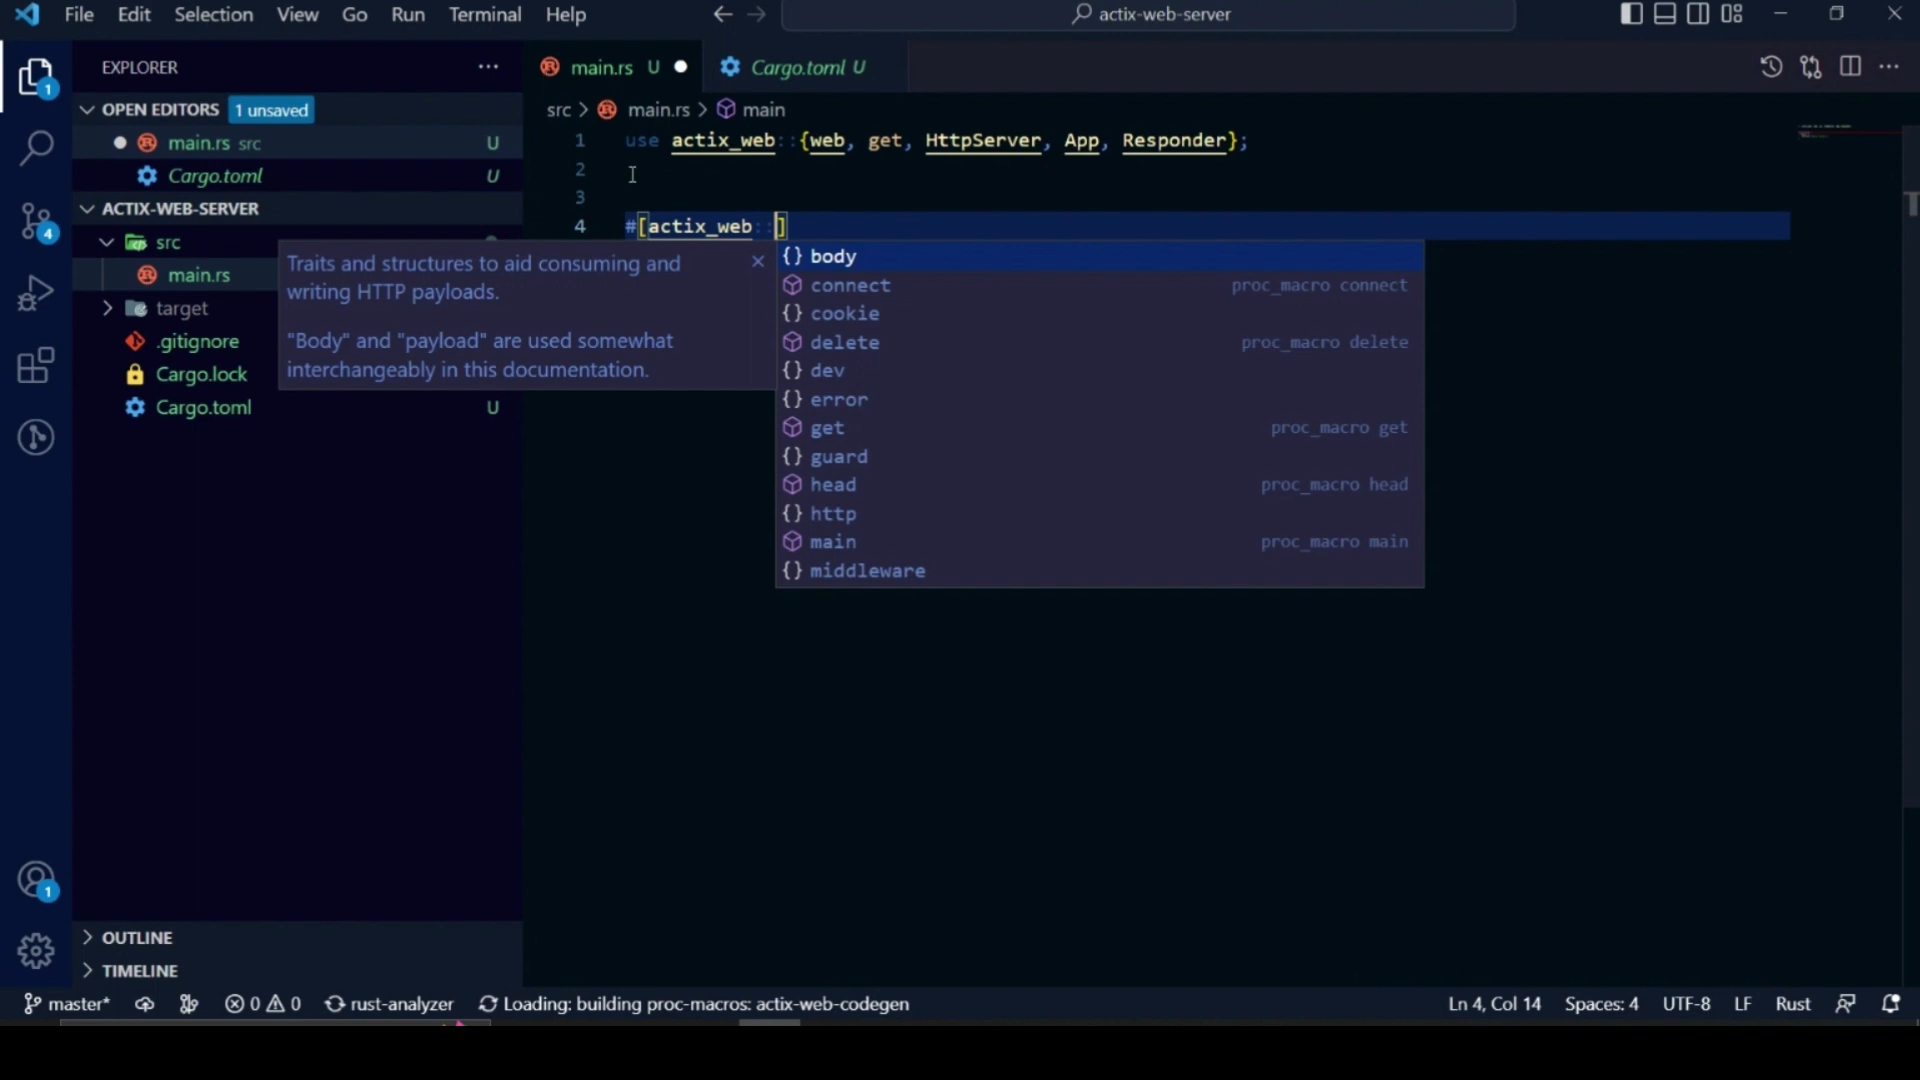 File Edit Selection View Go Run Terminal Help actix-web-server
EXPLORER
1
OPEN EDITORS 1 unsaved
main.rs src U
Cargo.toml U
ACTIX-WEB-SERVER
src
main.rs
target
.gitignore
Cargo.lock
Cargo.toml U
4
main.rs U Cargo.toml U
src > main.rs > main
1 use actix_web::{web, get, HttpServer, App, Responder};
2
3
4 #[actix_web::]
Traits and structures to aid consuming and
writing HTTP payloads.
"Body" and "payload" are used somewhat
interchangeably in this documentation.
{} body
connect proc_macro connect
{} cookie
delete proc_macro delete
{} dev
{} error
get proc_macro get
{} guard
head proc_macro head
{} http
main proc_macro main
{} middleware
1
OUTLINE
TIMELINE
master* 0 0 rust-analyzer Loading: building proc-macros: actix-web-codegen Ln 4, Col 14 Spaces: 4 UTF-8 LF Rust